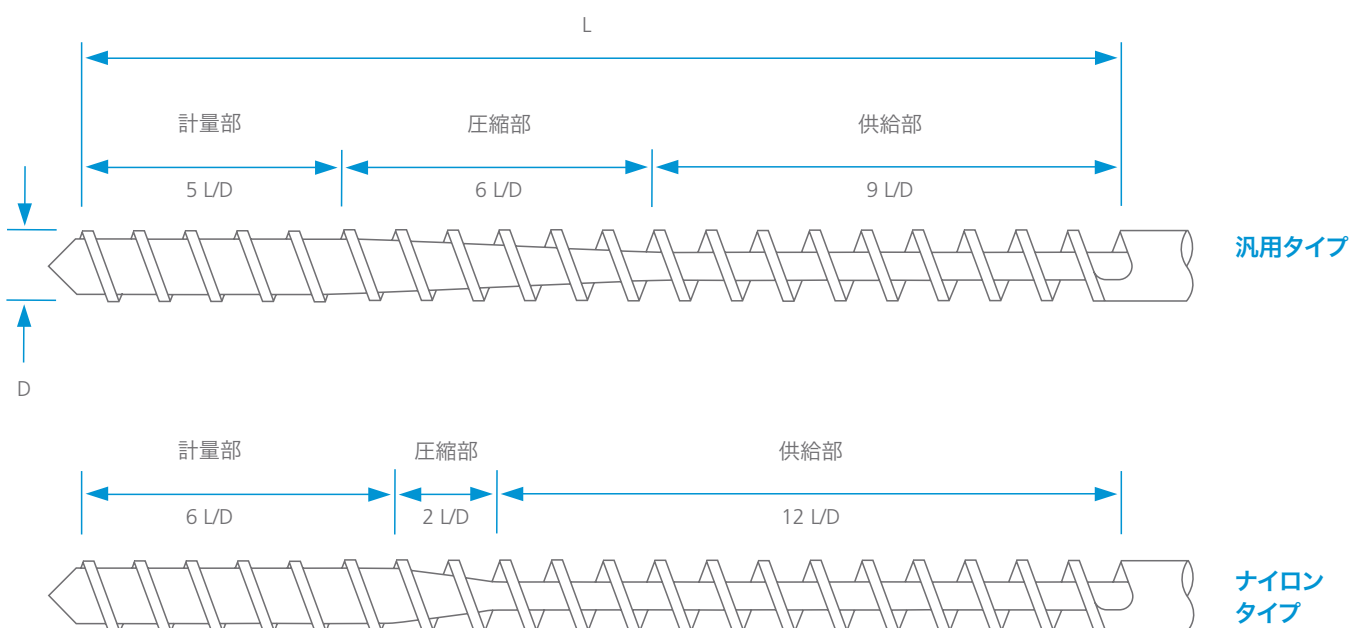 L
計量部
圧縮部
供給部
5 L/D
6 L/D
9 L/D
汎用タイプ
D
計量部
圧縮部
供給部
6 L/D
2 L/D
12 L/D
ナイロン
タイプ